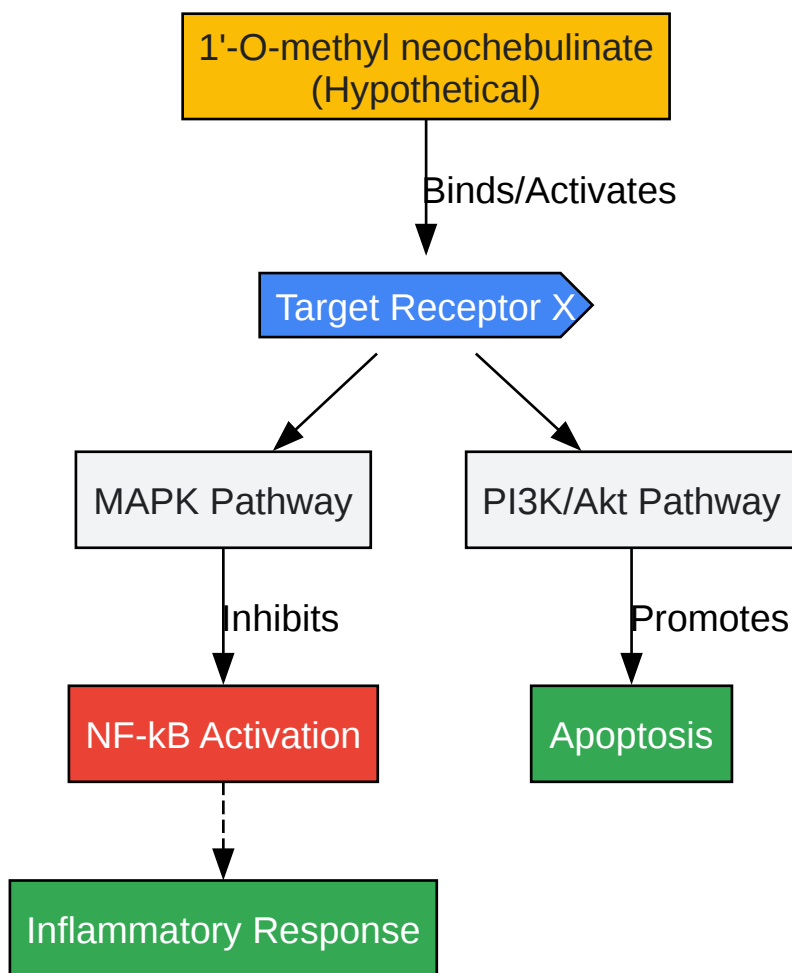 1'-O-methyl neochebulinate
(Hypothetical)
Binds/Activates
Target Receptor X
MAPK Pathway
PI3K/Akt Pathway
Inhibits
Promotes
NF-kB Activation
Apoptosis
Inflammatory Response